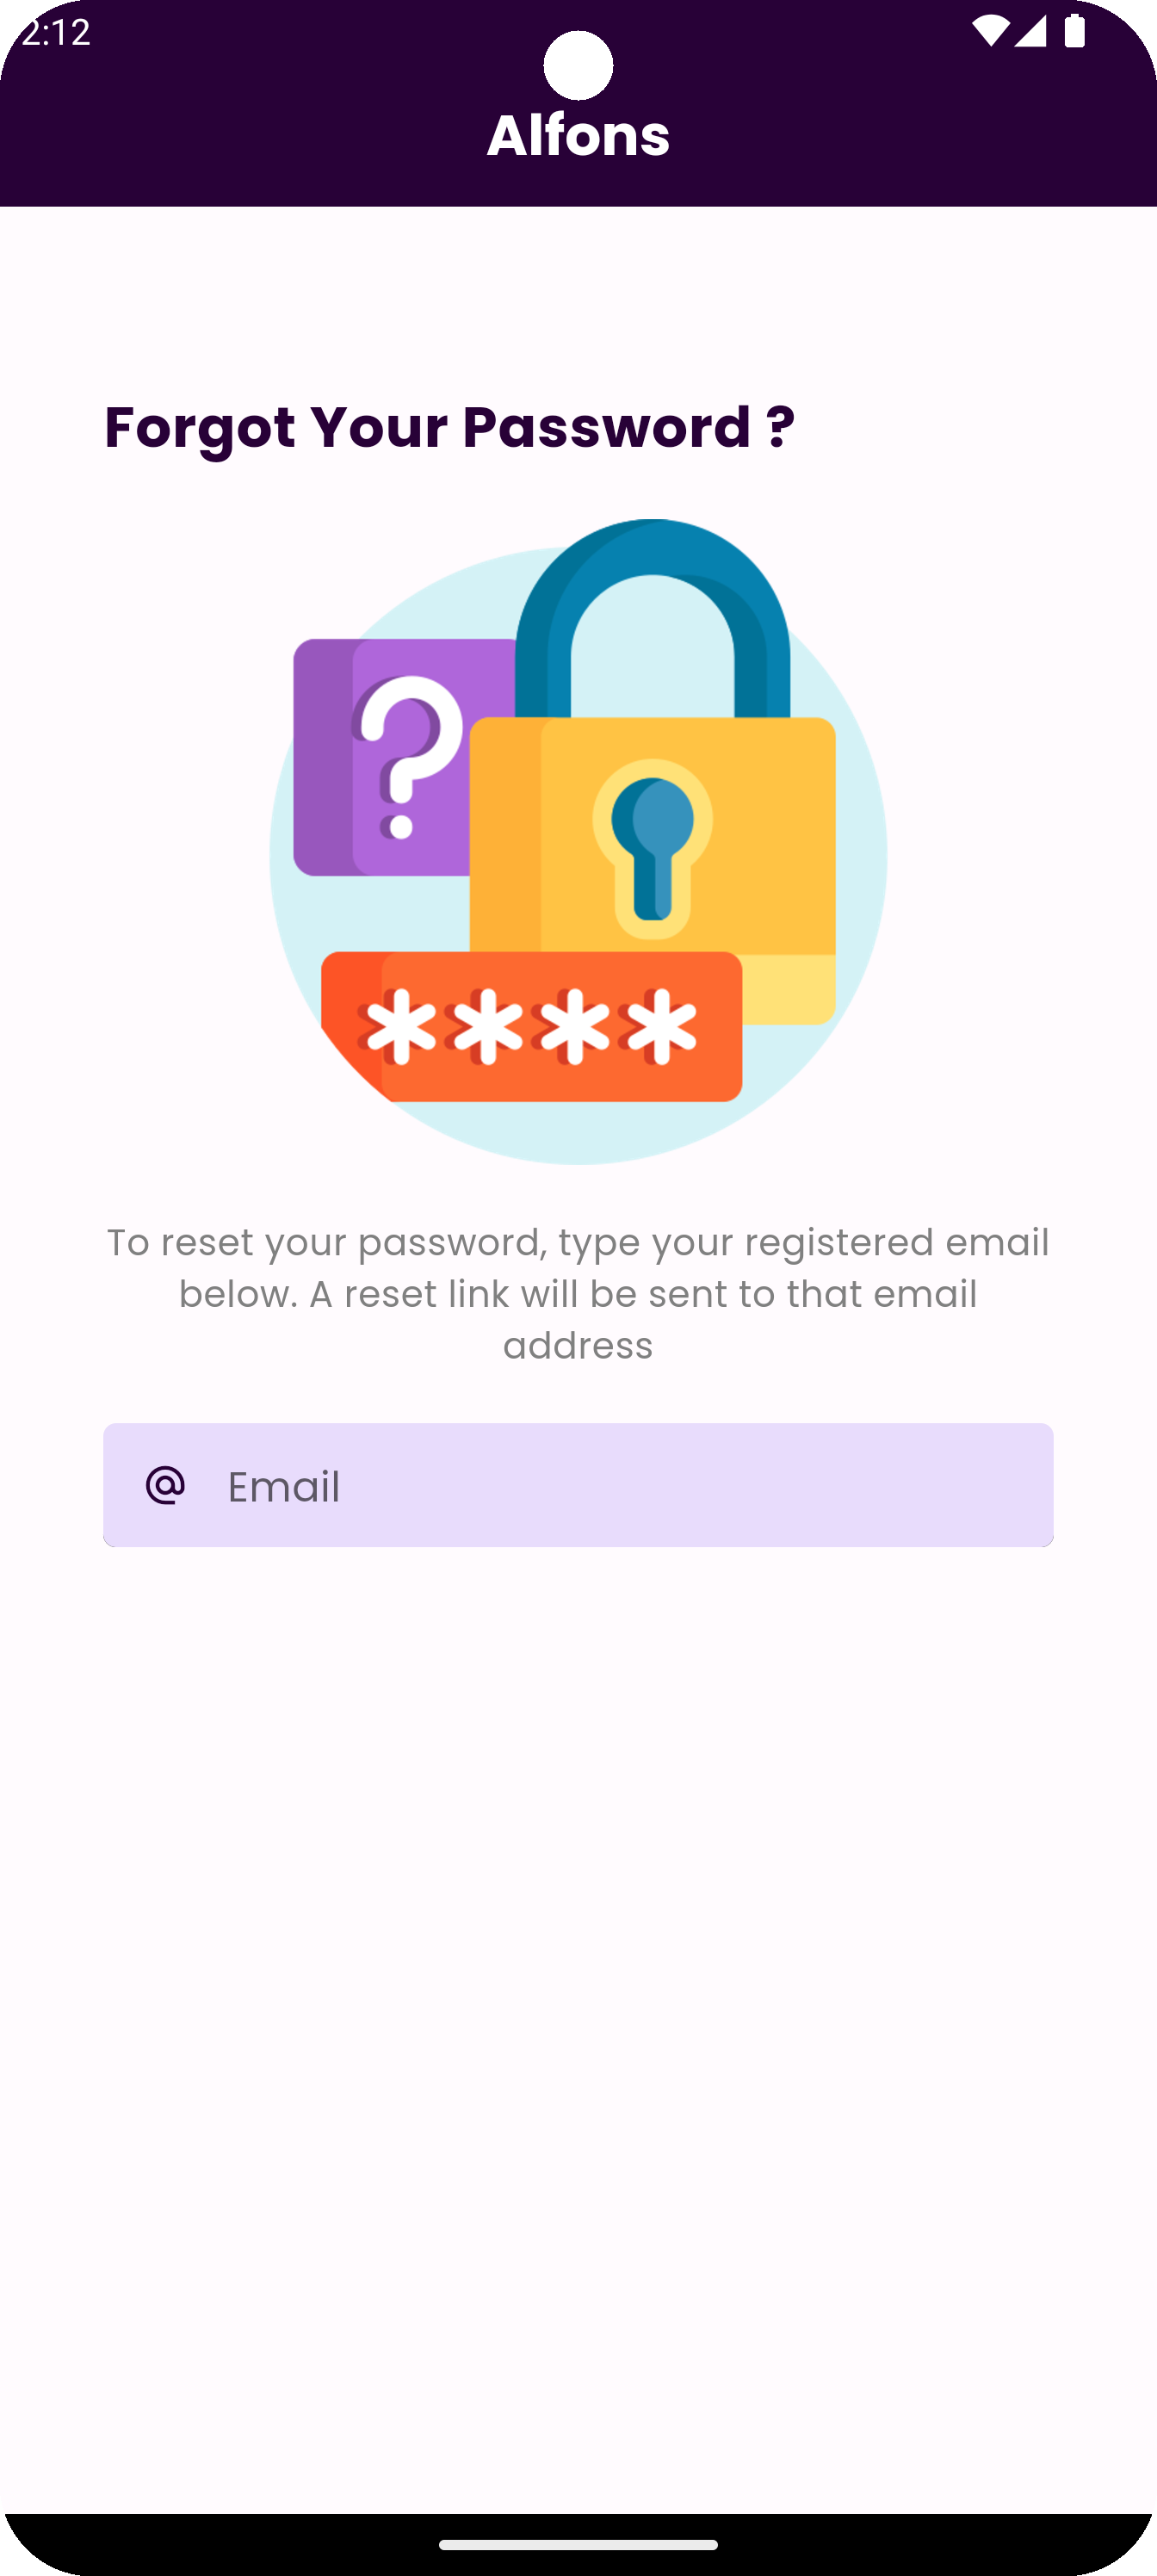 2:12
Alfons
Forgot Your Password ?
?
****
To reset your password, type your registered email
below. A reset link will be sent to that email
address
@ Email